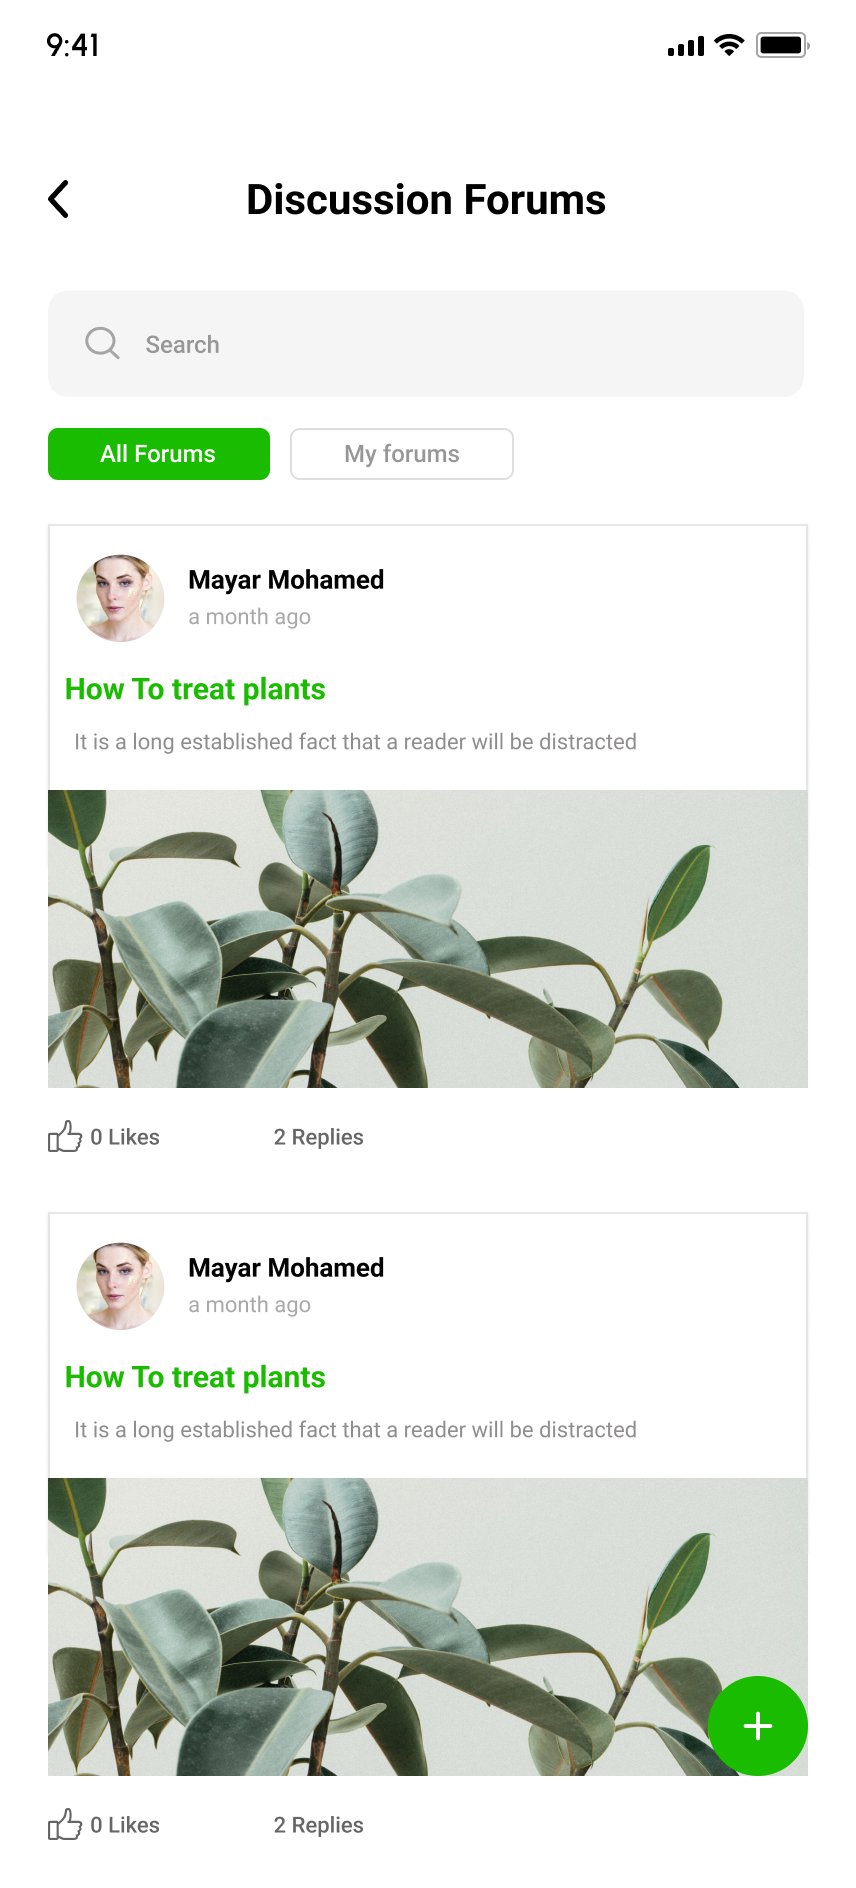 9:41
Discussion Forums
Search
All Forums
My forums
Mayar Mohamed
a month ago
How To treat plants
It is a long established fact that a reader will be distracted
0 Likes
2 Replies
Mayar Mohamed
a month ago
How To treat plants
It is a long established fact that a reader will be distracted
0 Likes
2 Replies